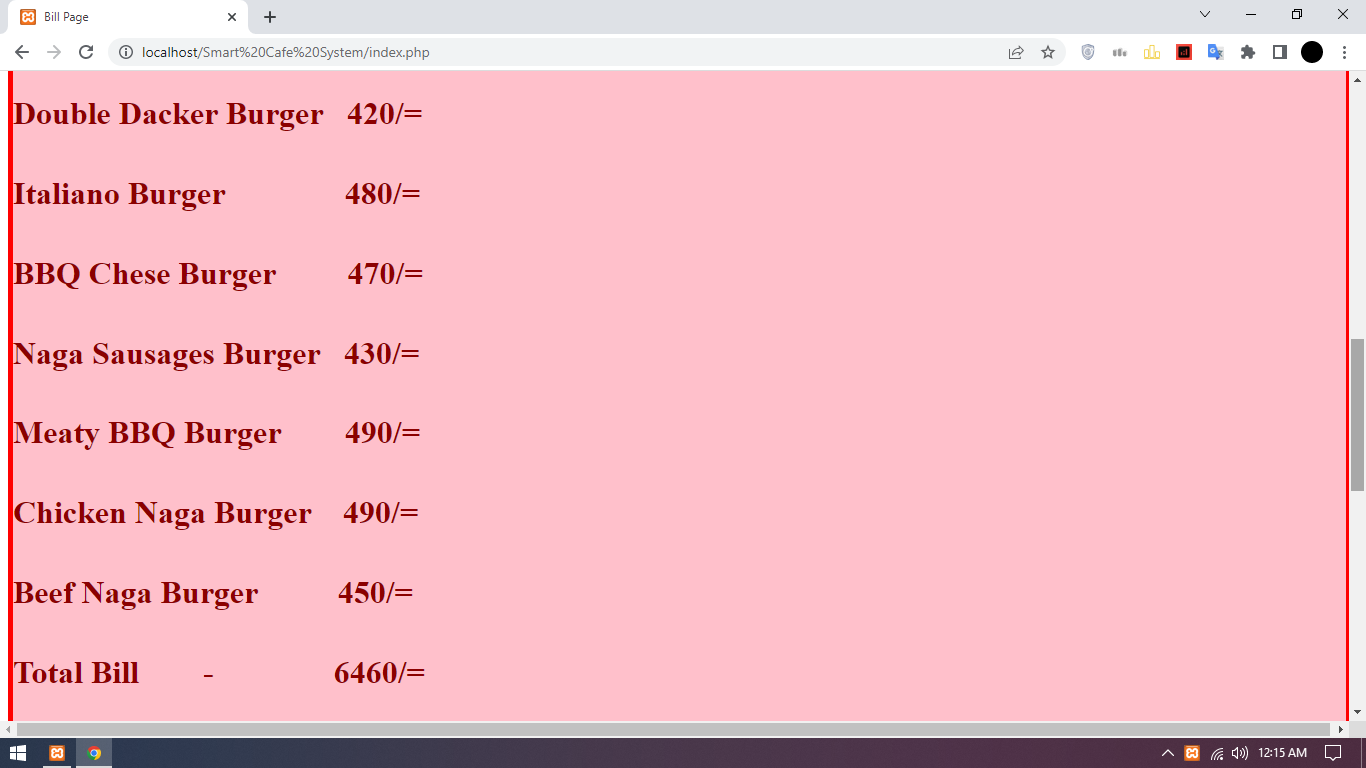 Bill Page
localhost/Smart%20Cafe%20System/index.php
Double Dacker Burger 420/=
Italiano Burger 480/=
BBQ Chese Burger 470/=
Naga Sausages Burger 430/=
Meaty BBQ Burger 490/=
Chicken Naga Burger 490/=
Beef Naga Burger 450/=
Total Bill - 6460/=
12:15 AM